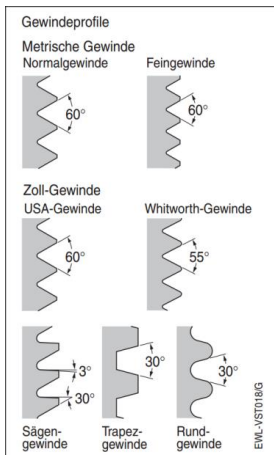 Gewindeprofile
Metrische Gewinde
Normalgewinde Feingewinde
60° 60°
Zoll-Gewinde
USA-Gewinde Whitworth-Gewinde
60° 55°
3°
30° 30° 30°
Sägen- Trapez- Rund-
gewinde gewinde gewinde
EWL-VST018/G